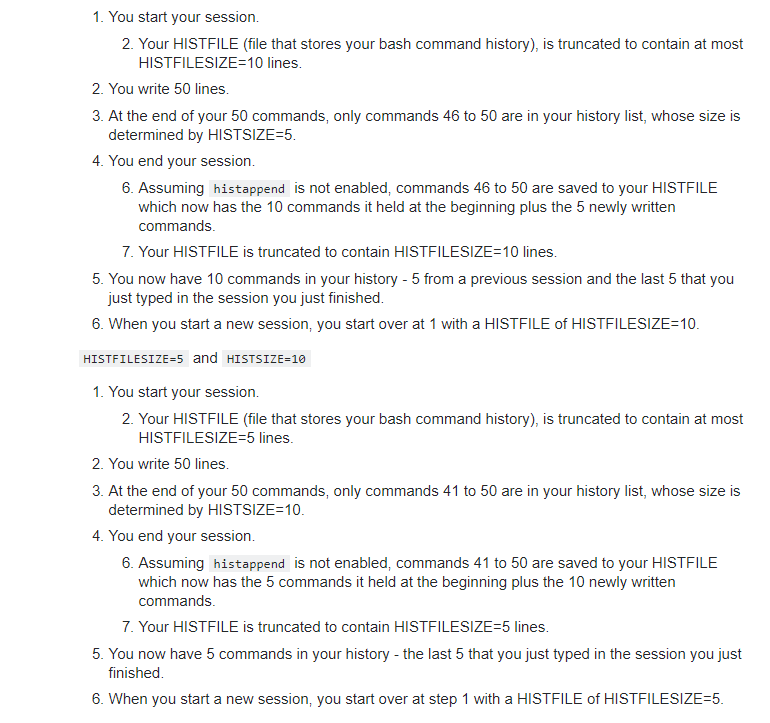 1. You start your session.
2. Your HISTFILE (file that stores your bash command history), is truncated to contain at most
HISTFILESIZE=10 lines.
2. You write 50 lines.
3. At the end of your 50 commands, only commands 46 to 50 are in your history list, whose size is
determined by HISTSIZE=5.
4. You end your session.
6. Assuming histappend is not enabled, commands 46 to 50 are saved to your HISTFILE
which now has the 10 commands it held at the beginning plus the 5 newly written
commands.
7. Your HISTFILE is truncated to contain HISTFILESIZE=10 lines.
5. You now have 10 commands in your history - 5 from a previous session and the last 5 that you
just typed in the session you just finished.
6. When you start a new session, you start over at 1 with a HISTFILE of HISTFILESIZE=10.
HISTFILESIZE=5 and HISTSIZE=10
1. You start your session.
2. Your HISTFILE (file that stores your bash command history), is truncated to contain at most
HISTFILESIZE=5 lines.
2. You write 50 lines.
3. At the end of your 50 commands, only commands 41 to 50 are in your history list, whose size is
determined by HISTSIZE=10.
4. You end your session.
6. Assuming histappend is not enabled, commands 41 to 50 are saved to your HISTFILE
which now has the 5 commands it held at the beginning plus the 10 newly written
commands.
7. Your HISTFILE is truncated to contain HISTFILESIZE=5 lines.
5. You now have 5 commands in your history - the last 5 that you just typed in the session you just
finished.
6. When you start a new session, you start over at step 1 with a HISTFILE of HISTFILESIZE=5.